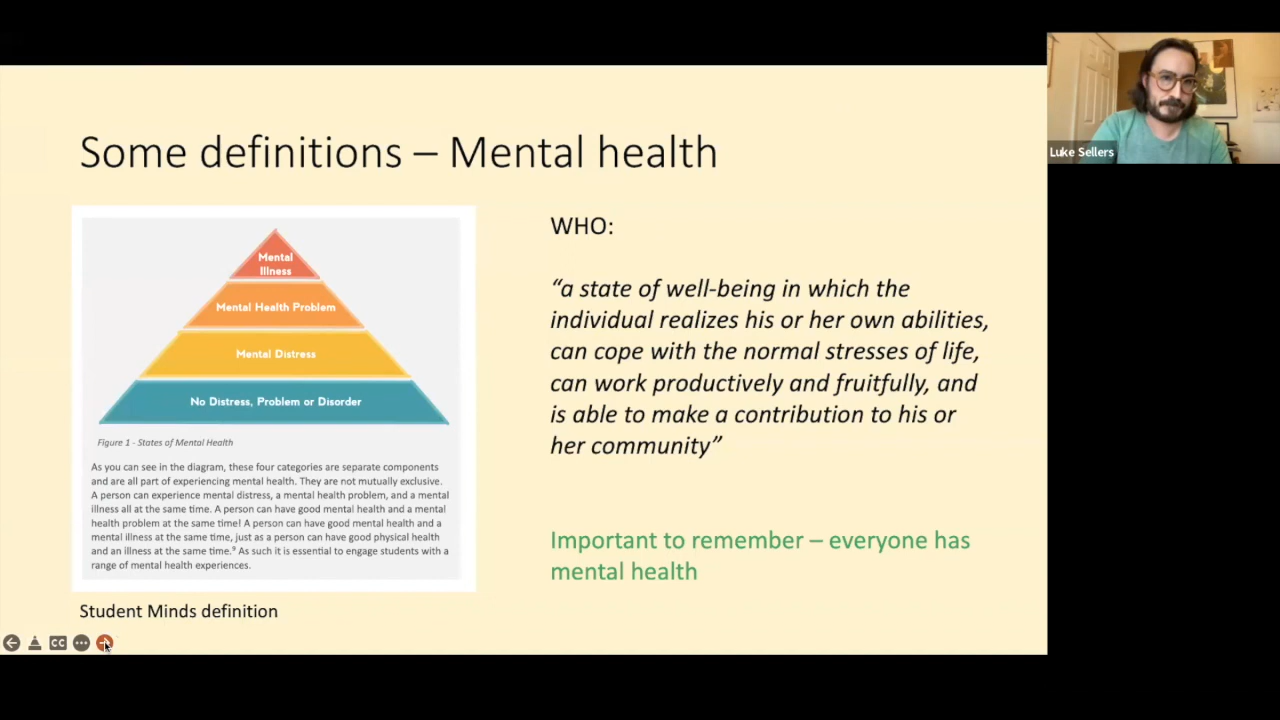 Some definitions – Mental health
Mental
Illness
Mental Health Problem
Mental Distress
No Distress, Problem or Disorder
Figure 1 - States of Mental Health
As you can see in the diagram, these four categories are separate components
and are all part of experiencing mental health. They are not mutually exclusive.
A person can experience mental distress, a mental health problem, and a mental
illness all at the same time. A person can have good mental health and a mental
health problem at the same time! A person can have good mental health and a
mental illness at the same time, just as a person can have good physical health
and an illness at the same time.⁹ As such it is essential to engage students with a
range of mental health experiences.
Student Minds definition
WHO:
“a state of well-being in which the
individual realizes his or her own abilities,
can cope with the normal stresses of life,
can work productively and fruitfully, and
is able to make a contribution to his or
her community”
Important to remember – everyone has
mental health
CC
Luke Sellers